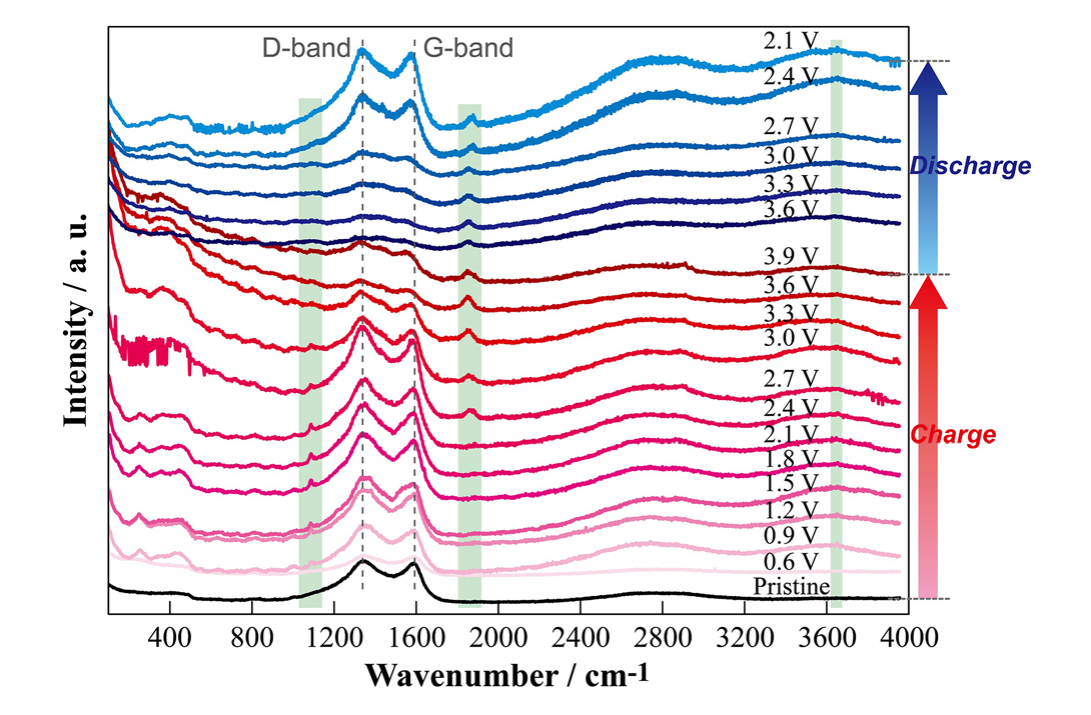 D-band
G-band
2.1 V
2.4 V
2.7 V
3.0 V
3.3 V
3.6 V
3.9 V
3.6 V
3.3 V
3.0 V
2.7 V
2.4 V
2.1 V
1.8 V
1.5 V
1.2 V
0.9 V
0.6 V
Pristine
Discharge
Charge
Intensity / a. u.
400 800 1200 1600 2000 2400 2800 3200 3600 4000
Wavenumber / cm-1